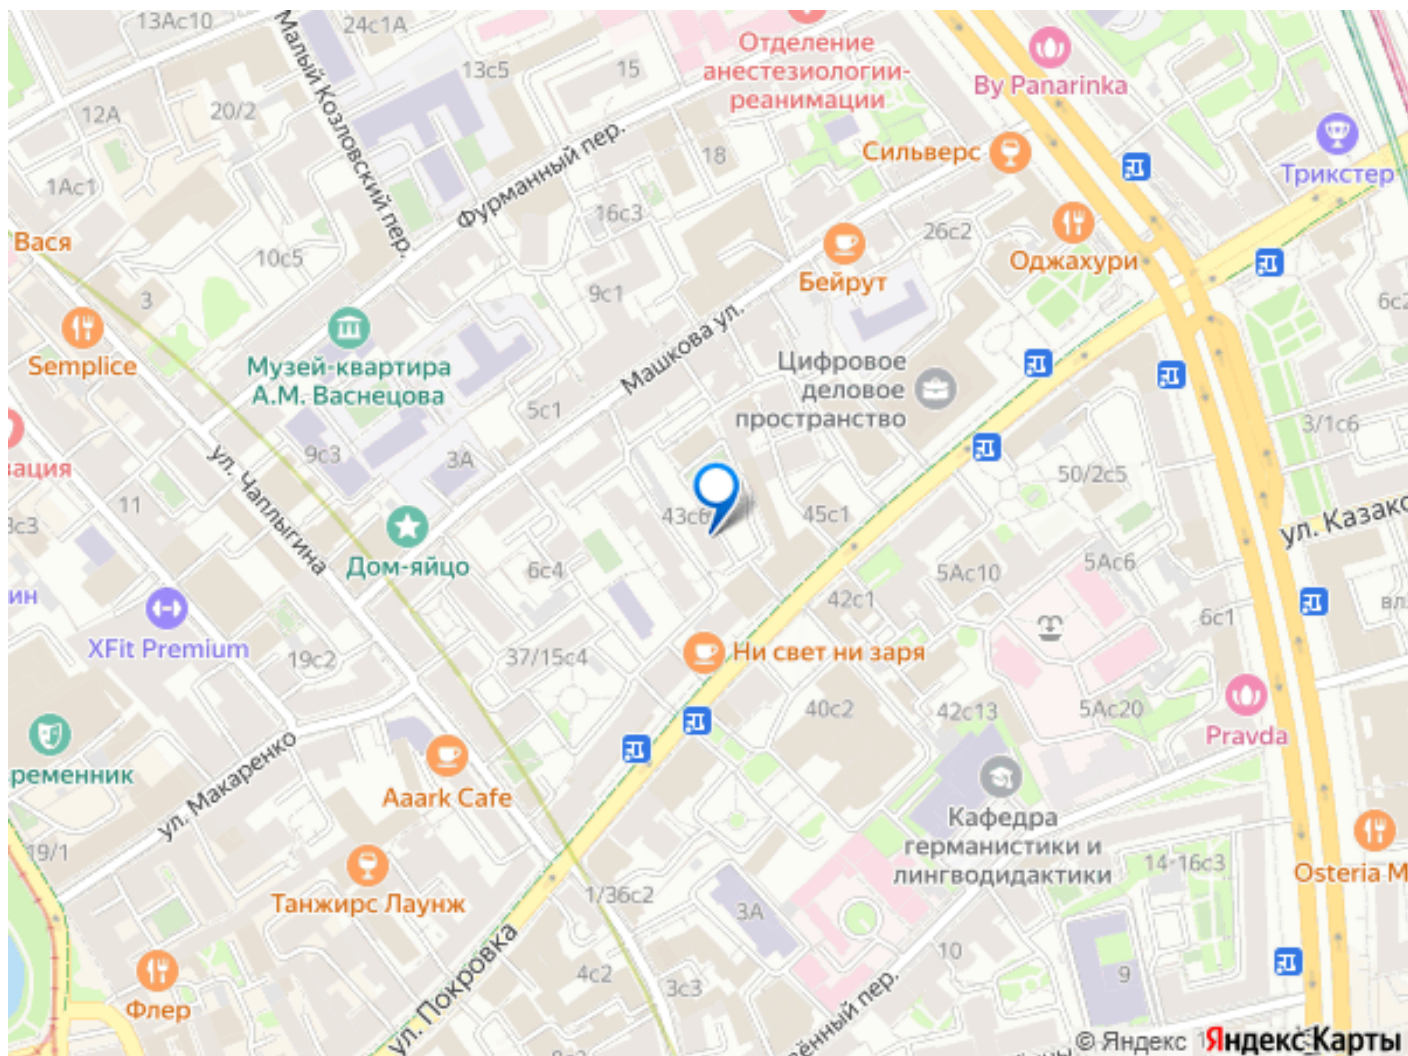 13Ас10
24с1А
Малый Козловский пер.
13с5
15
Отделение
анестезиологии-
реанимации
By Panarinka
12А
20/2
Фурманный пер.
18
Сильверс
Трикстер
1Ас1
16с3
26с2
Вася
10с5
Оджахури
Бейрут
3
9с1
6с2
Semplice
Музей-квартира
А.М. Васнецова
Машкова ул.
Цифровое
деловое
пространство
5с1
3/1с6
зация
ул. Чаплыгина
9с3
3А
50/2с5
11
43с6
45с1
ул. Казако
Дом-яйцо
6с4
5Ас10
5Ас6
ин
42с1
6с1
вл
XFit Premium
19с2
37/15с4
Ни свет ни заря
40с2
42с13
5Ас20
Pravda
временник
ул. Макаренко
Aaark Cafe
Кафедра
германистики и
лингводидактики
19/1
14-16с3
Osteria M
Танжирс Лаунж
1/36с2
3А
ул. Покровка
10
4с2
3с3
9
Флер
ённый пер.
© Яндекс
Яндекс Карты